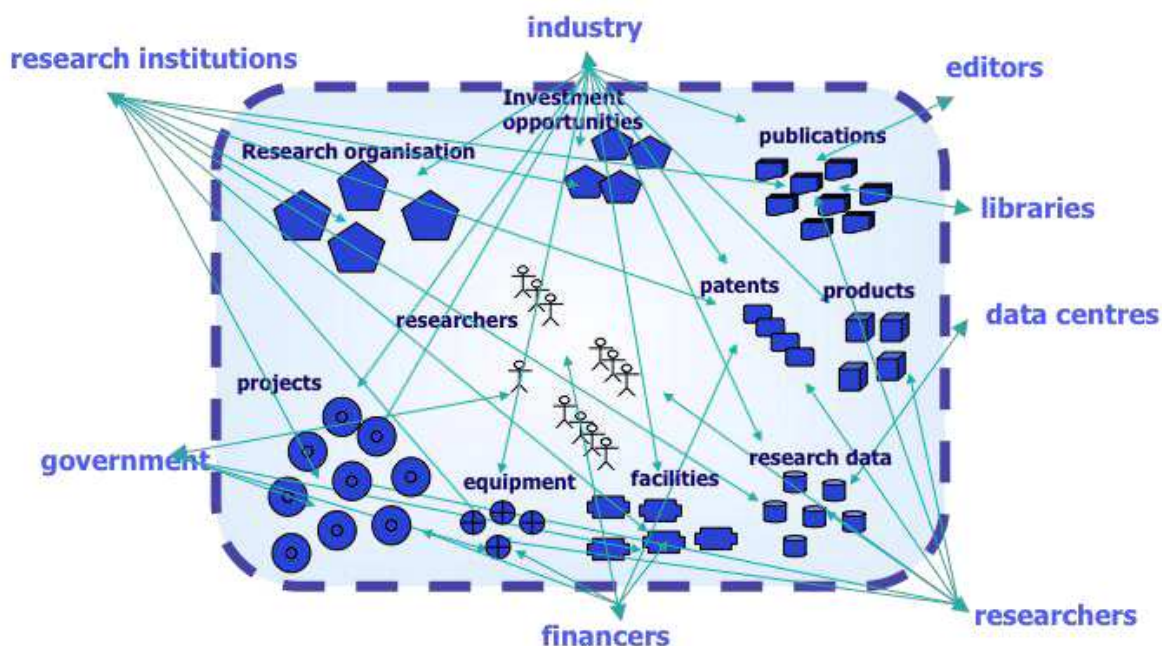 industry
research institutions
editors
Investment
opportunities
publications
Research organisation
libraries
patents
products
researchers
data centres
projects
government
research data
equipment
facilities
researchers
financers